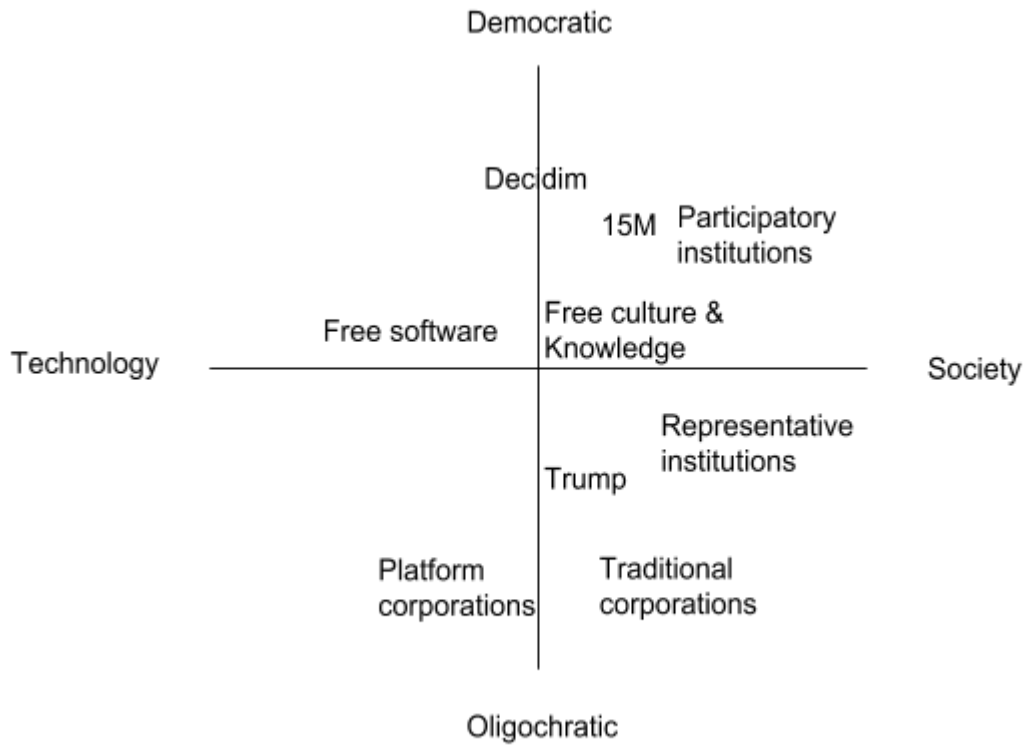 Democratic
Decidim
15M
Participatory
institutions
Free software
Free culture &
Knowledge
Technology
Society
Representative
institutions
Trump
Platform
corporations
Traditional
corporations
Oligochratic